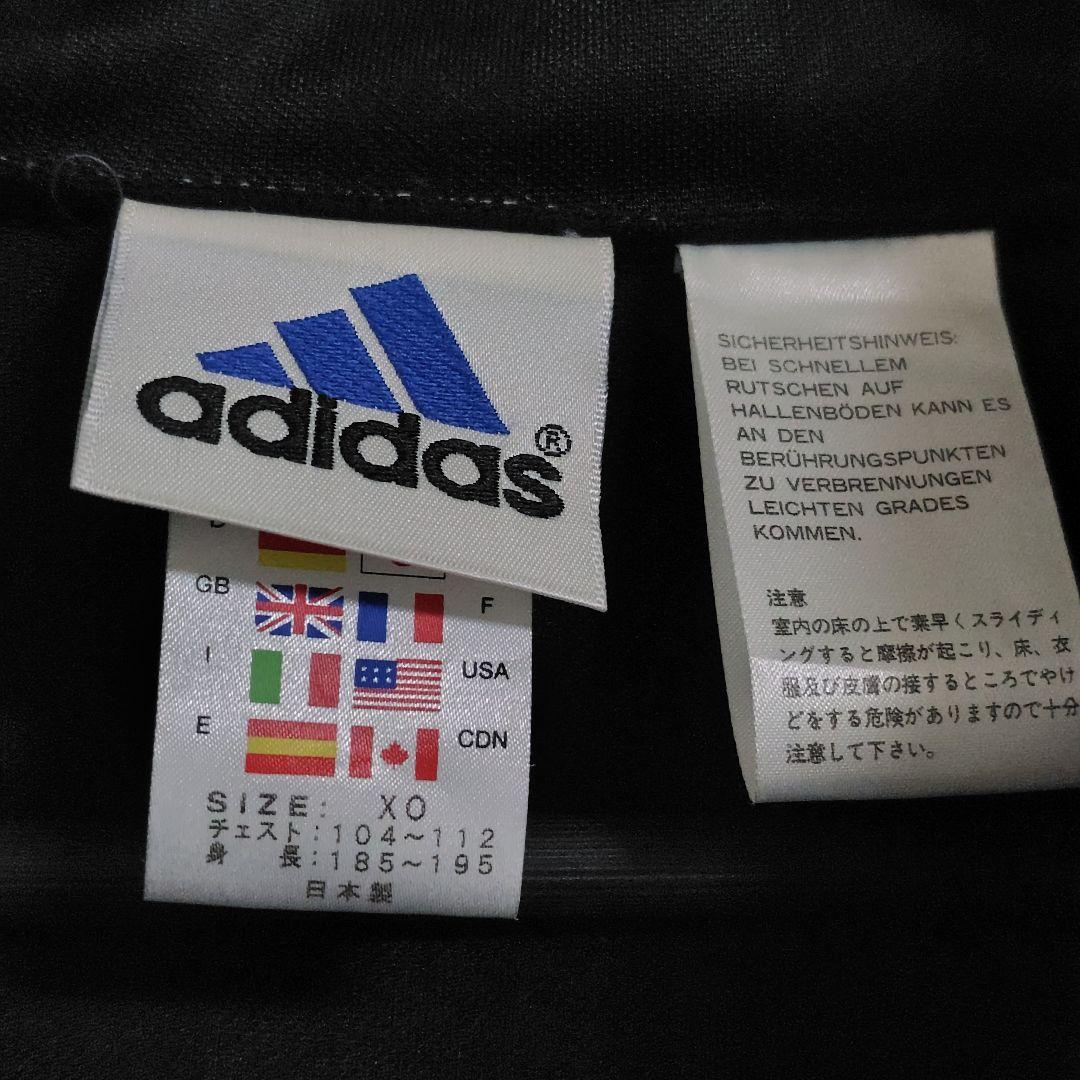 adidas®
D
GB
F
I
USA
E
CDN
SIZE: XO
チェスト:104~112
身長:185~195
日本製
SICHERHEITSHINWEIS:
BEI SCHNELLEM
RUTSCHEN AUF
HALLENBÖDEN KANN ES
AN DEN
BERÜHRUNGSPUNKTEN
ZU VERBRENNUNGEN
LEICHTEN GRADES
KOMMEN.
注意
室内の床の上で素早くスライディ
ングすると摩擦が起こり、床、衣
服及び皮膚の接するところでやけ
どをする危険がありますので十分
注意して下さい。